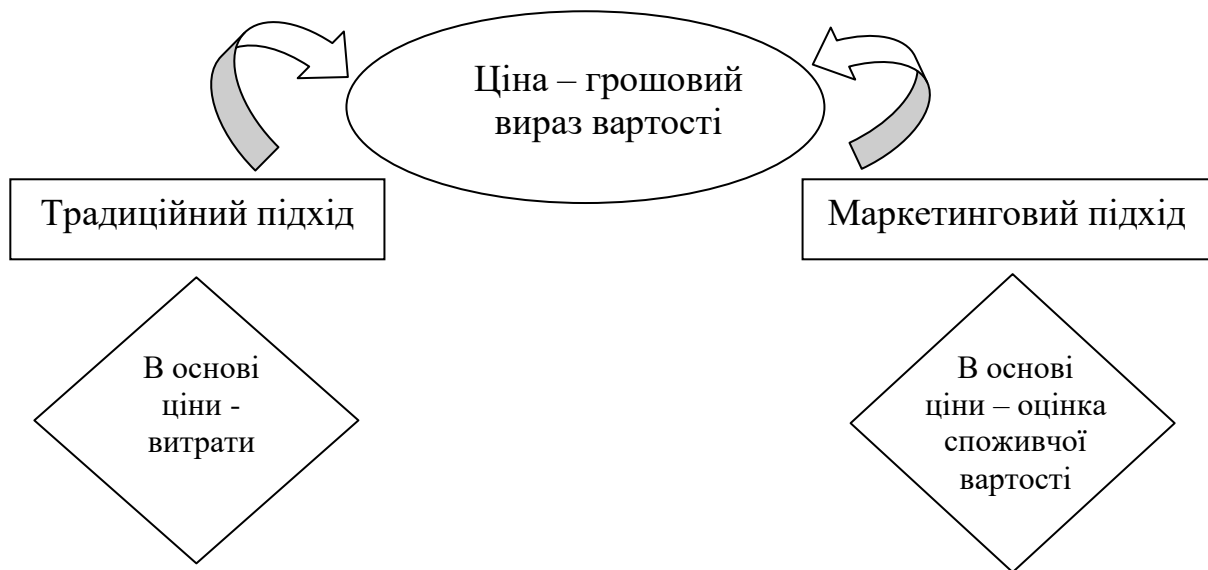 Ціна – грошовий
вираз вартості
Традиційний підхід
Маркетинговий підхід
В основі
ціни -
витрати
В основі
ціни – оцінка
споживчої
вартості